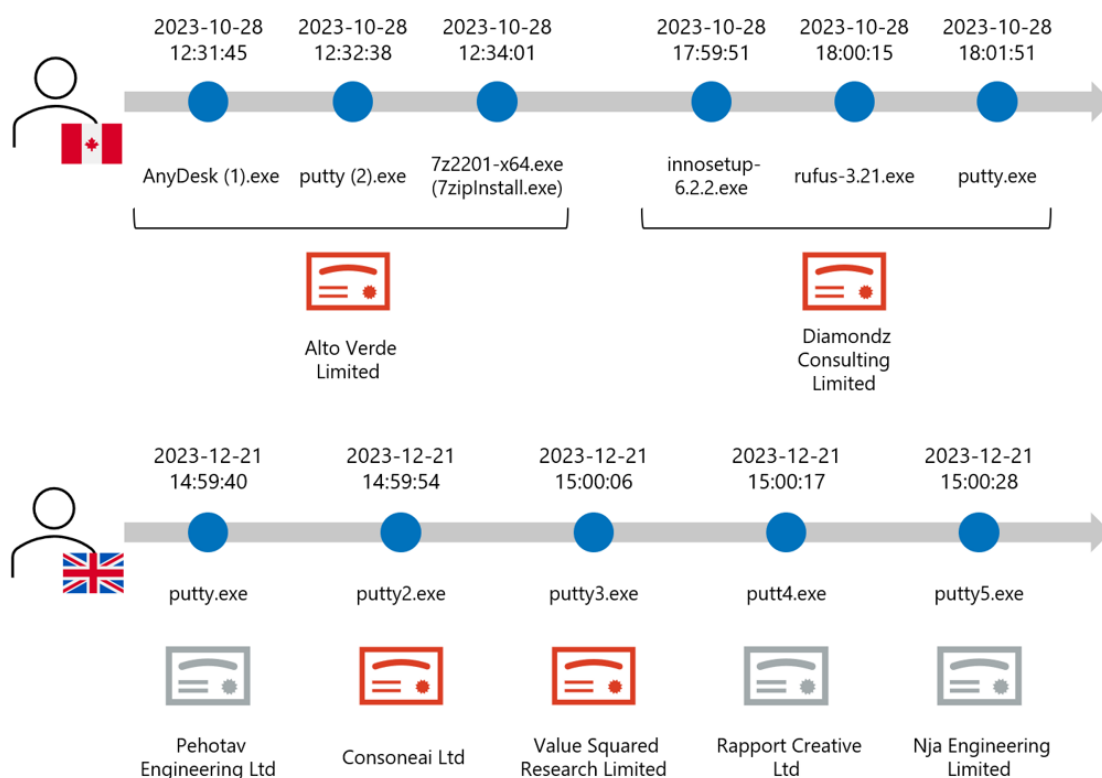 2023-10-28 2023-10-28 2023-10-28 2023-10-28 2023-10-28 2023-10-28
12:31:45 12:32:38 12:34:01 17:59:51 18:00:15 18:01:51
AnyDesk (1).exe putty (2).exe 7z2201-x64.exe innosetup- rufus-3.21.exe putty.exe
(7zipInstall.exe) 6.2.2.exe
Alto Verde
Limited
Diamondz
Consulting
Limited
2023-12-21 2023-12-21 2023-12-21 2023-12-21 2023-12-21
14:59:40 14:59:54 15:00:06 15:00:17 15:00:28
putty.exe putty2.exe putty3.exe putt4.exe putty5.exe
Pehotav Consoneai Ltd Value Squared Rapport Creative Nja Engineering
Engineering Ltd Research Limited Ltd Limited